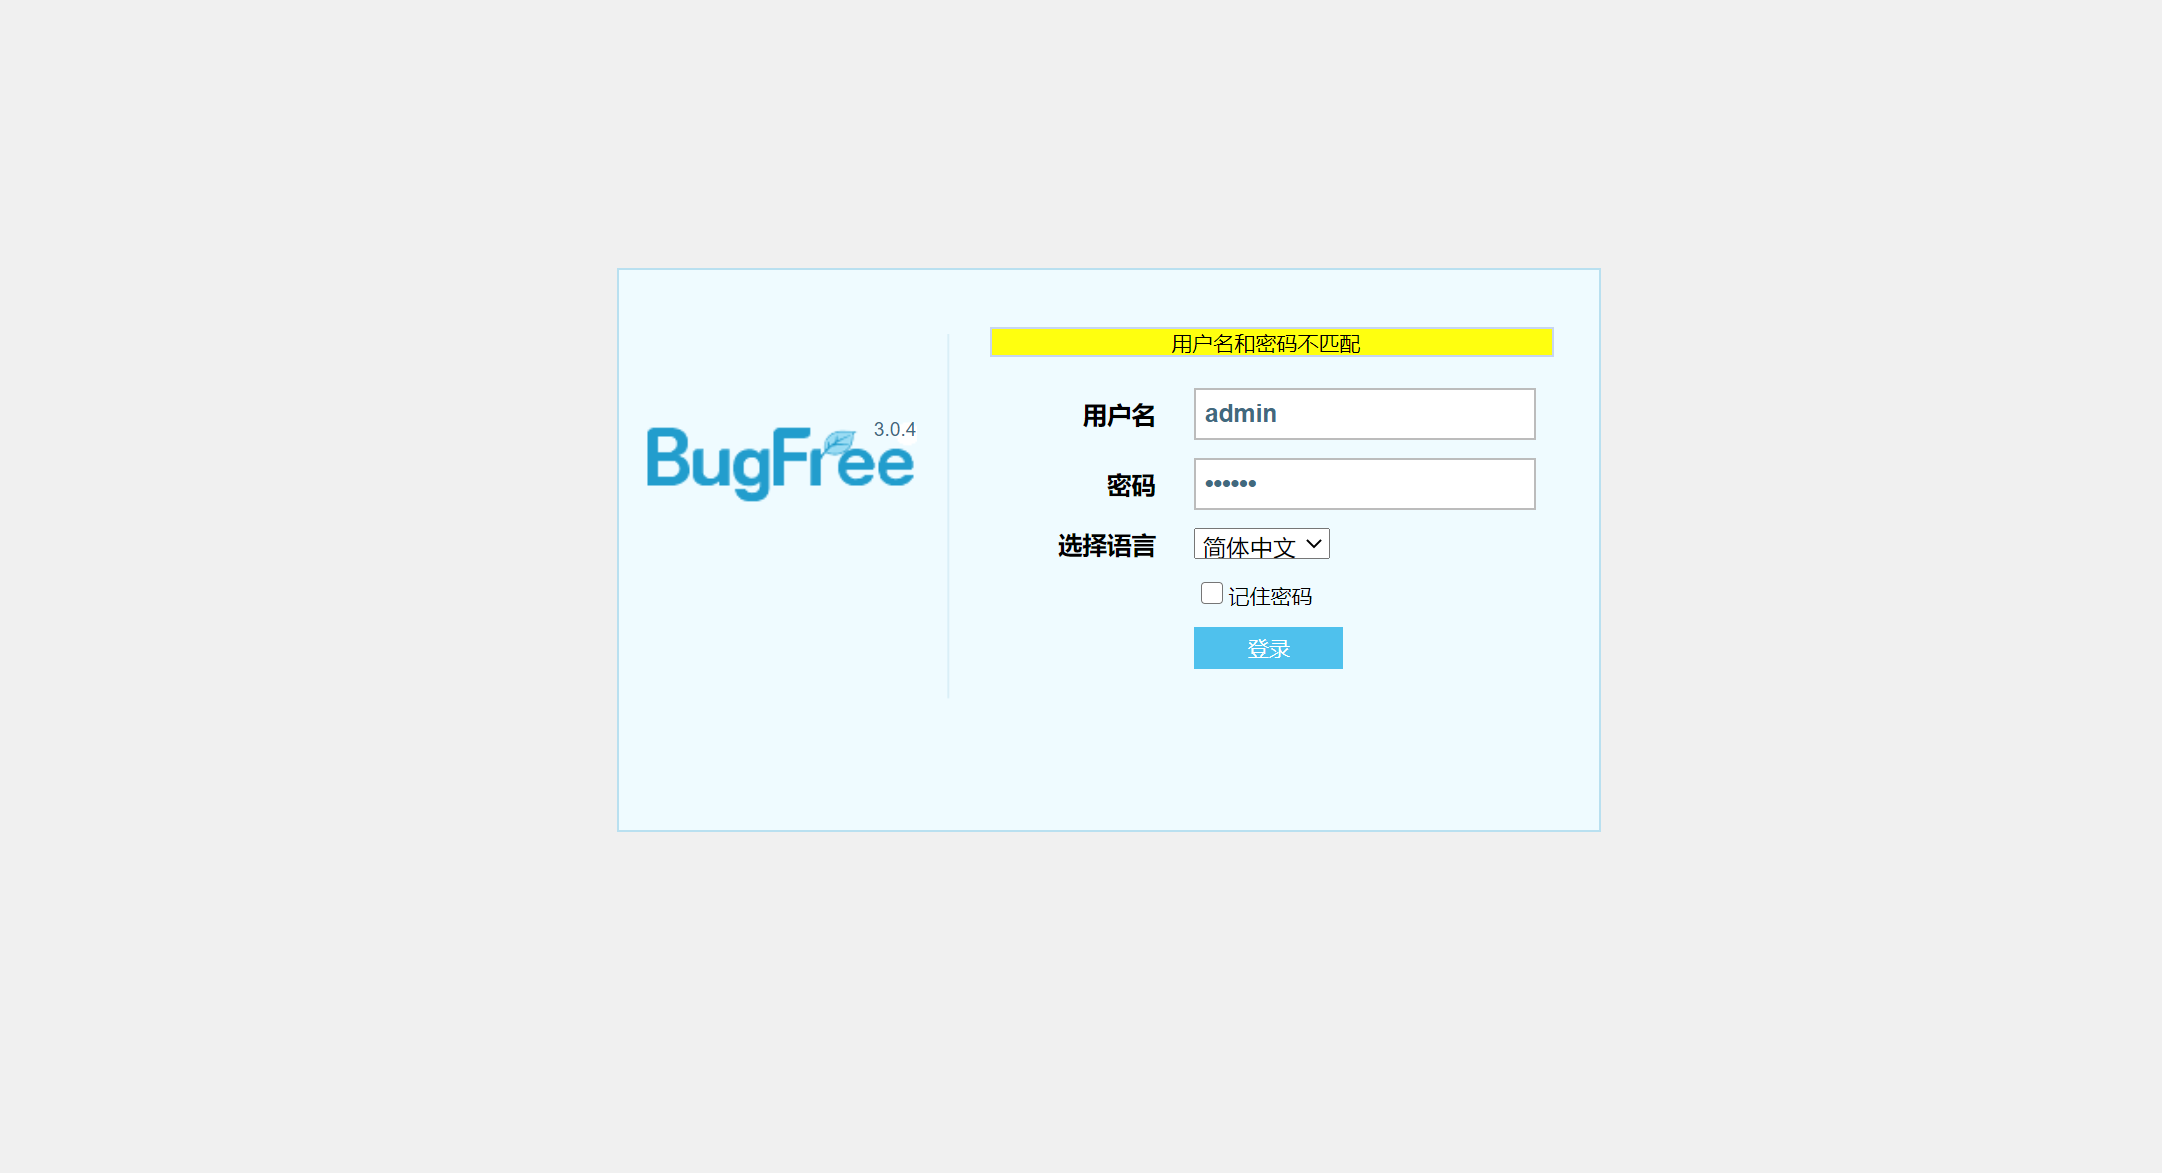 用户名和密码不匹配
BugFree 3.0.4
用户名 admin
密码 ••••••
选择语言 简体中文
记住密码
登录